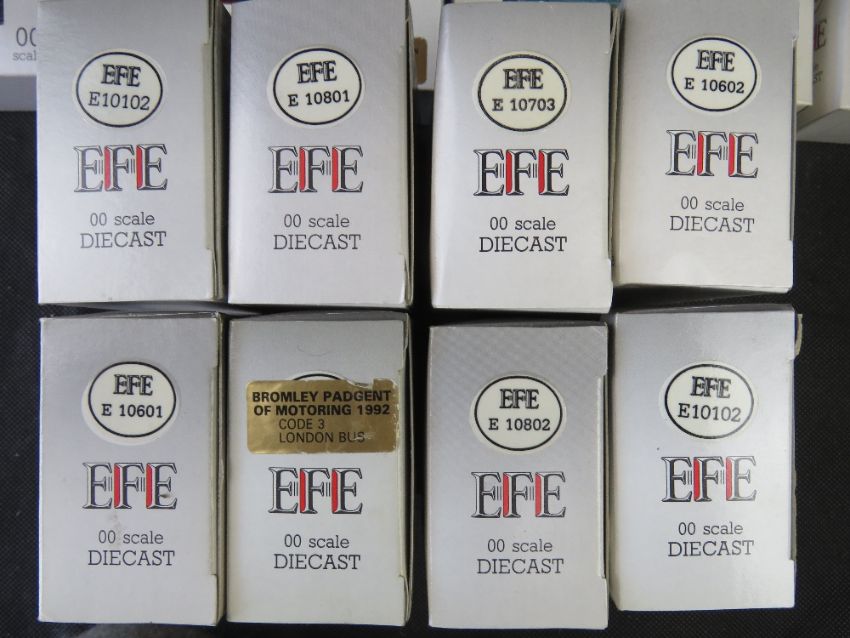 00
EFE
E10102
EFE
00 scale
DIECAST
EFE
E 10801
EFE
00 scale
DIECAST
EFE
E 10703
EFE
00 scale
DIECAST
EFE
E 10602
EFE
00 scale
DIECAST
EFE
E 10601
EFE
00 scale
DIECAST
BROMLEY PADGENT
OF MOTORING 1992
CODE 3
LONDON BUS
EFE
00 scale
DIECAST
EFE
E 10802
EFE
00 scale
DIECAST
EFE
E10102
EFE
00 scale
DIECAST